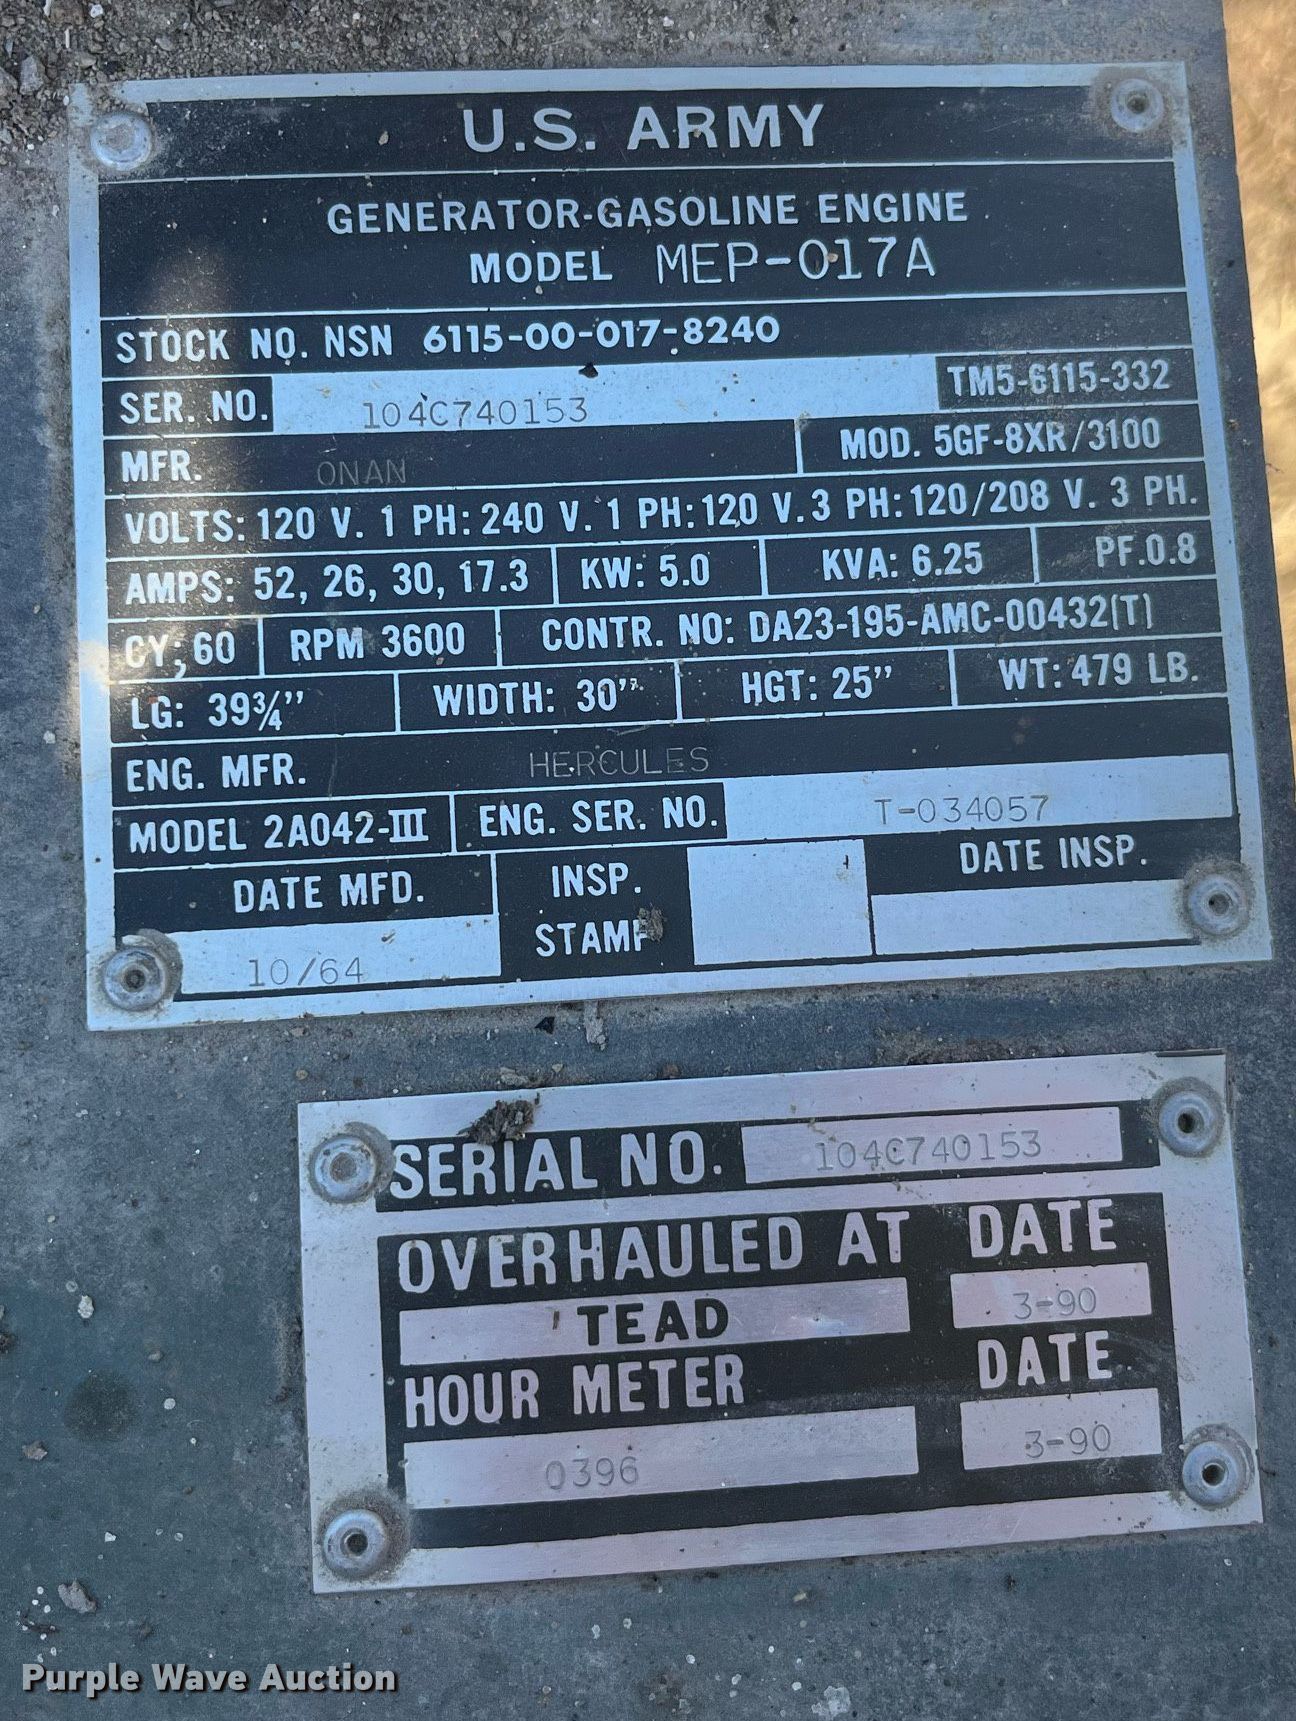 U.S. ARMY
GENERATOR-GASOLINE ENGINE
MODEL MEP-017A
STOCK NO. NSN 6115-00-017-8240
SER. NO. 104C740153 TM5-6115-332
MFR. ONAN MOD. 5GF-8XR/3100
VOLTS: 120 V. 1 PH: 240 V. 1 PH: 120 V. 3 PH: 120/208 V. 3 PH.
AMPS: 52, 26, 30, 17.3 KW: 5.0 KVA: 6.25 PF.0.8
CY; 60 RPM 3600 CONTR. NO: DA23-195-AMC-00432(T)
LG: 39¾" WIDTH: 30" HGT: 25" WT: 479 LB.
ENG. MFR. HERCULES
MODEL 2A042-III ENG. SER. NO. T-034057
DATE MFD. INSP. STAMP DATE INSP.
10/64
SERIAL NO. 104C740153
OVERHAULED AT DATE
TEAD 3-90
HOUR METER DATE
0396 3-90
Purple Wave Auction